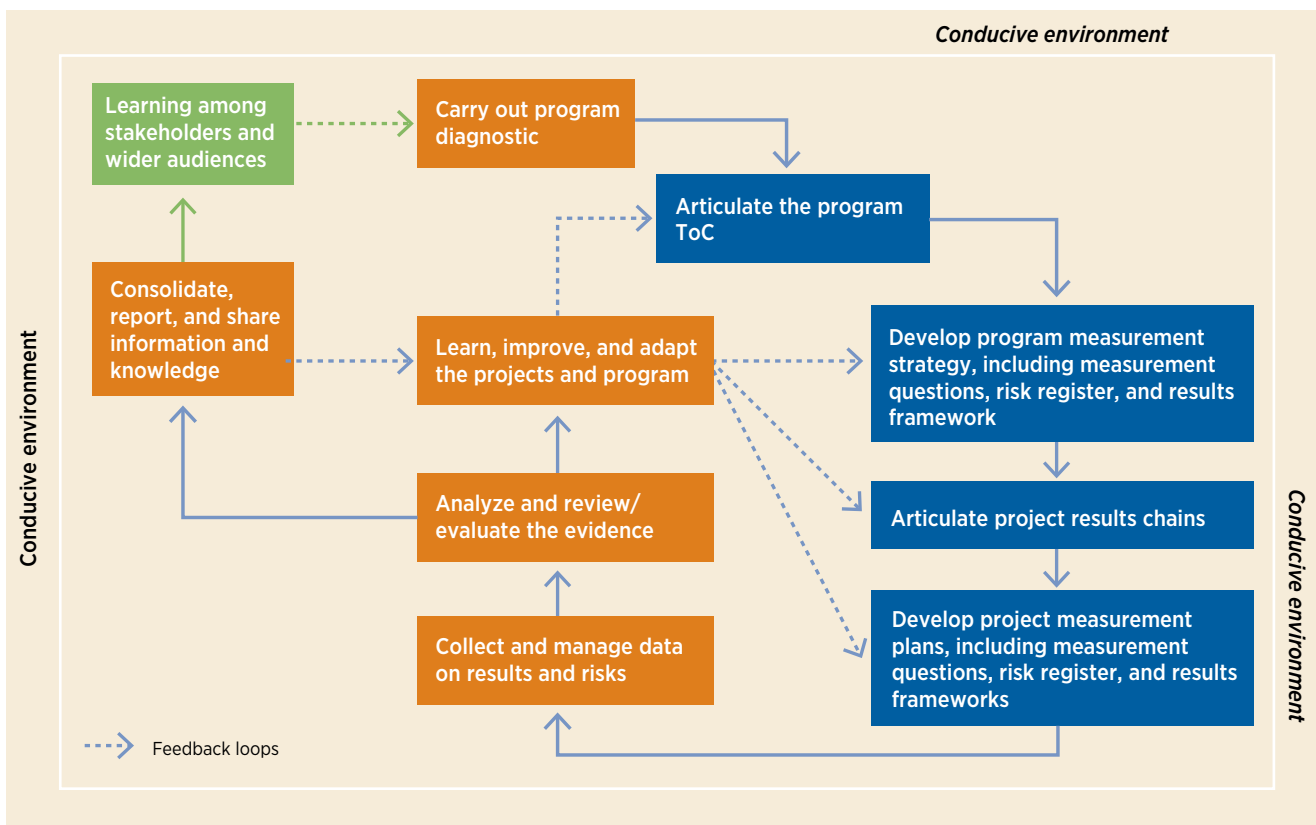 Conducive environment
Learning among
stakeholders and
wider audiences
Carry out program
diagnostic
Articulate the program
ToC
Consolidate,
report, and share
information and
knowledge
Learn, improve, and adapt
the projects and program
Develop program measurement
strategy, including measurement
questions, risk register, and results
framework
Conducive environment
Analyze and review/
evaluate the evidence
Articulate project results chains
Conducive environment
Collect and manage data
on results and risks
Develop project measurement
plans, including measurement
questions, risk register, and results
frameworks
Feedback loops